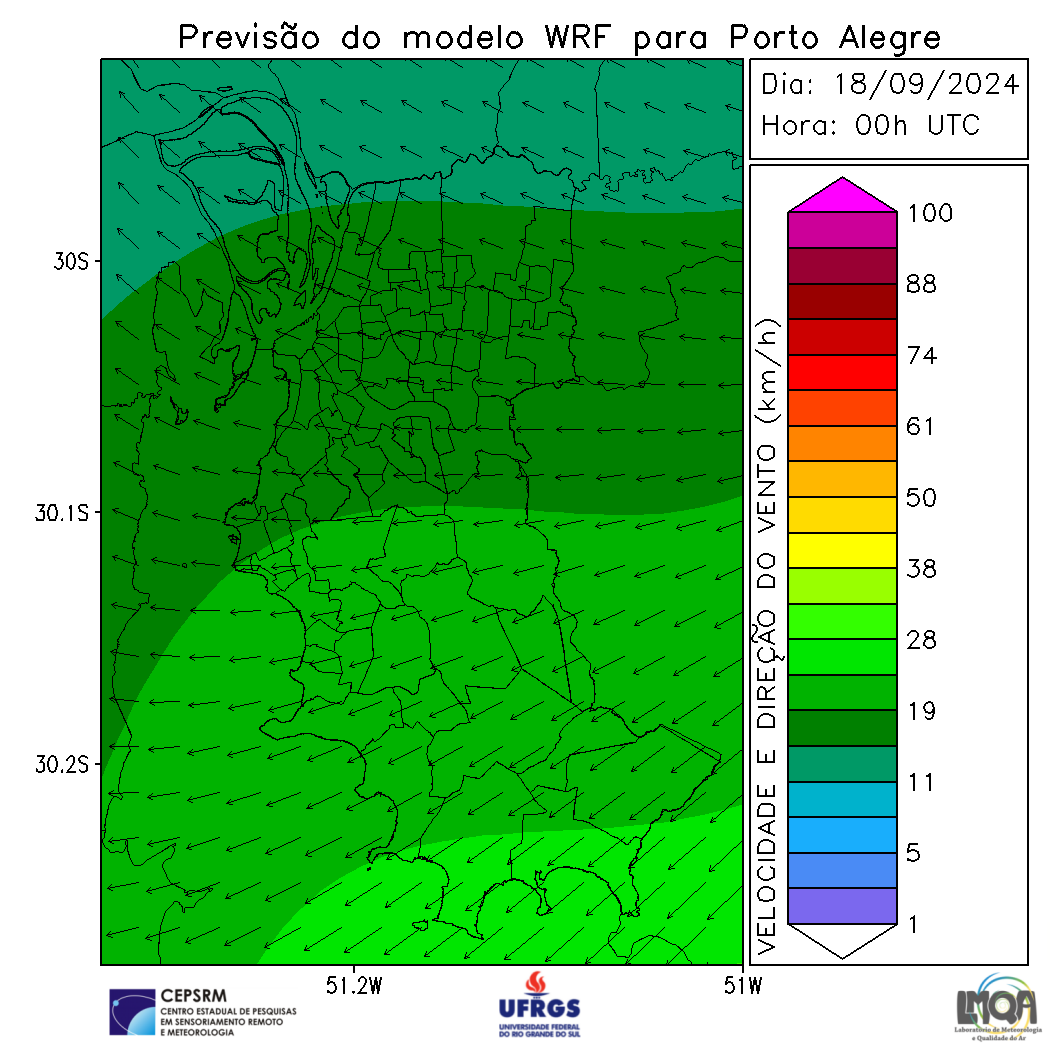 Previsão do modelo WRF para Porto Alegre
Dia: 18/09/2024
Hora: 00h UTC
VELOCIDADE E DIREÇÃO DO VENTO (km/h)
100
88
74
61
50
38
28
19
11
5
1
30S
30.1S
30.2S
51.2W
51W
CEPSRM
CENTRO ESTADUAL DE PESQUISAS
EM SENSORIAMENTO REMOTO
E METEOROLOGIA
UFRGS
UNIVERSIDADE FEDERAL
DO RIO GRANDE DO SUL
LMQA
Laboratório de Meteorologia
e Qualidade do Ar